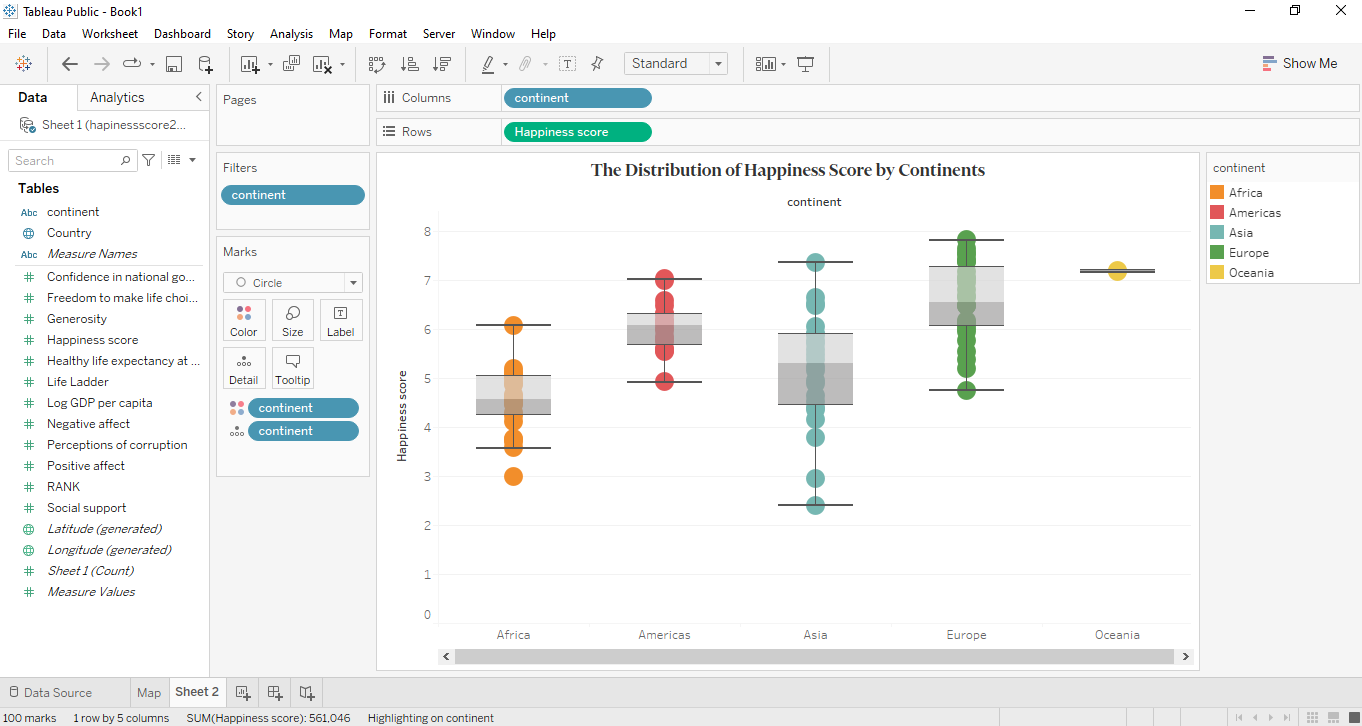 Tableau Public - Book1
File Data Worksheet Dashboard Story Analysis Map Format Server Window Help
Standard
Show Me
Data Analytics
Sheet 1 (hapinessscore2...
Search
Tables
Abc continent
Country
Abc Measure Names
Confidence in national go...
Freedom to make life choi...
Generosity
Happiness score
Healthy life expectancy at ...
Life Ladder
Log GDP per capita
Negative affect
Perceptions of corruption
Positive affect
RANK
Social support
Latitude (generated)
Longitude (generated)
Sheet 1 (Count)
Measure Values
Pages
Filters
continent
Marks
Circle
Color Size Label
Detail Tooltip
continent
continent
Columns continent
Rows Happiness score
The Distribution of Happiness Score by Continents
continent
Happiness score
8
7
6
5
4
3
2
1
0
Africa Americas Asia Europe Oceania
continent
Africa
Americas
Asia
Europe
Oceania
Data Source Map Sheet 2
100 marks 1 row by 5 columns SUM(Happiness score): 561.046 Highlighting on continent